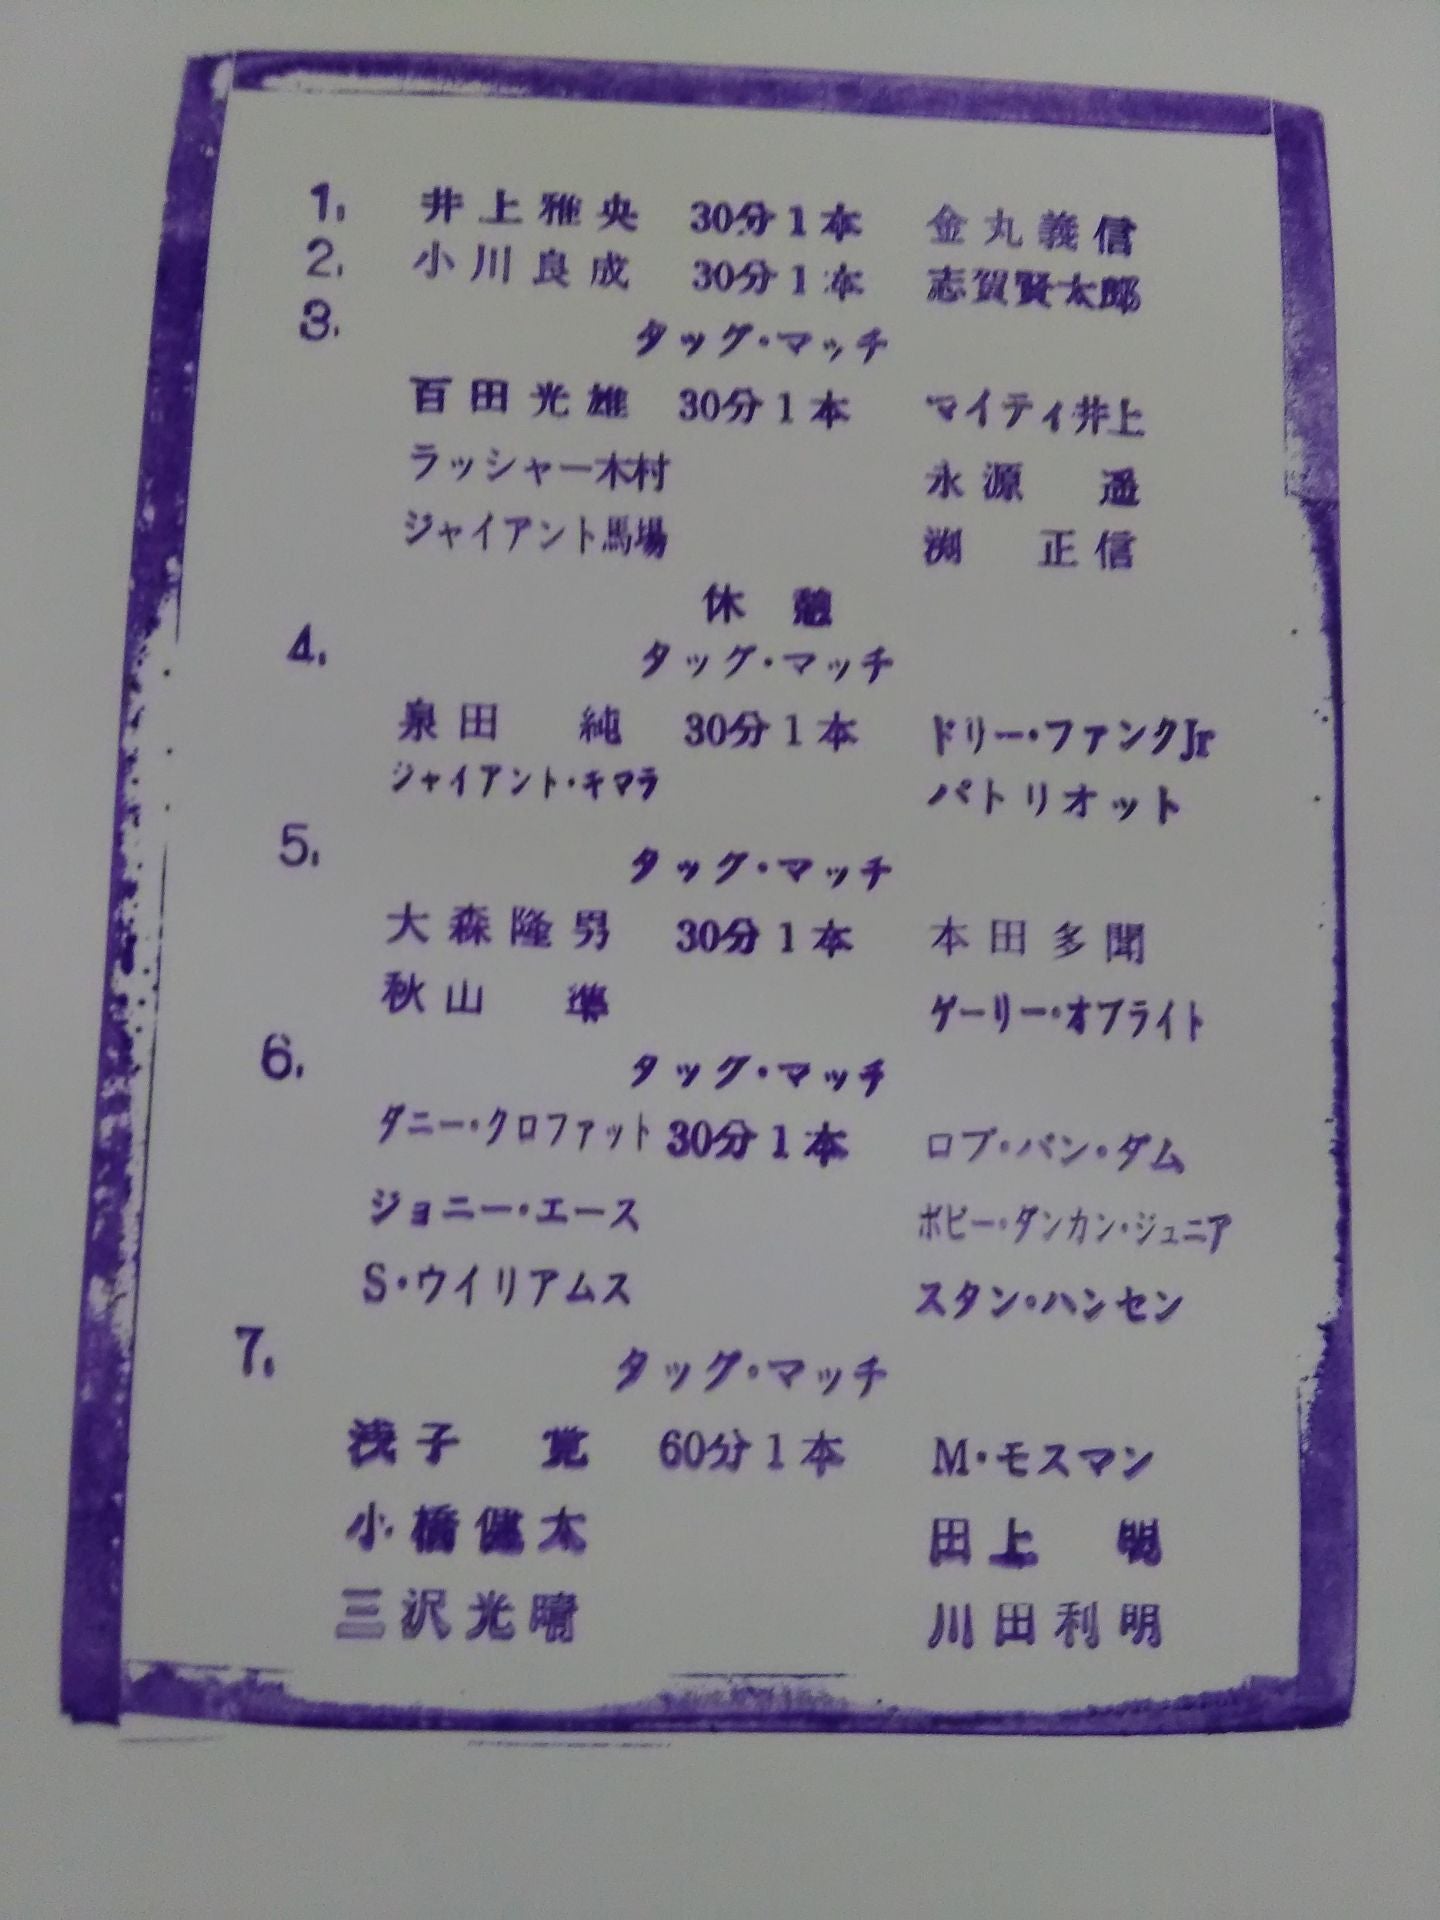 1. 井上雅央 30分1本 金丸義信
2. 小川良成 30分1本 志賀賢太郎
3. タッグ・マッチ
百田光雄 30分1本 マイティ井上
ラッシャー木村 永源 遥
ジャイアント馬場 渕 正信
休憩
4. タッグ・マッチ
泉田 純 30分1本 ドリー・ファンクJr
ジャイアント・キマラ パトリオット
5. タッグ・マッチ
大森隆男 30分1本 本田多聞
秋山 準 ゲーリー・オブライト
6. タッグ・マッチ
ダニー・クロファット 30分1本 ロブ・バン・ダム
ジョニー・エース ボビー・ダンカン・ジュニア
S・ウイリアムス スタン・ハンセン
7. タッグ・マッチ
浅子 覚 60分1本 M・モスマン
小橋健太 田上 明
三沢光晴 川田利明